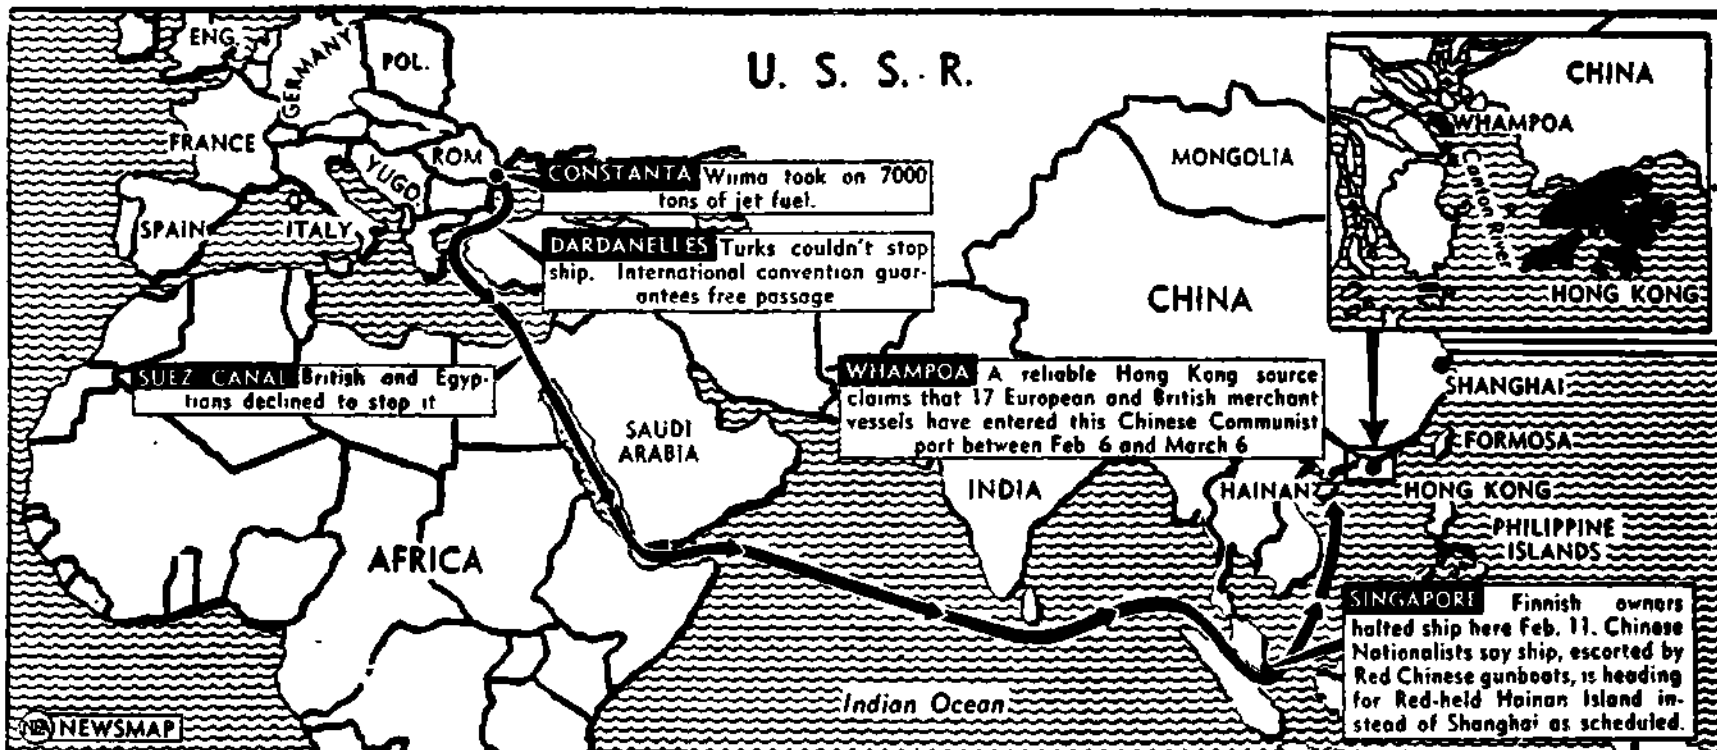 ENG.
GERMANY
POL.
FRANCE
ROM
YUGO.
SPAIN
ITALY
U. S. S. R.
MONGOLIA
CHINA
CONSTANTA Wiima took on 7000
tons of jet fuel.
DARDANELLES Turks couldn't stop
ship. International convention guar-
antees free passage
SUEZ CANAL British and Egyp-
tians declined to stop it
SAUDI
ARABIA
AFRICA
WHAMPOA A reliable Hong Kong source
claims that 17 European and British merchant
vessels have entered this Chinese Communist
port between Feb 6 and March 6
INDIA
HAINAN
SHANGHAI
FORMOSA
HONG KONG
PHILIPPINE
ISLANDS
CHINA
WHAMPOA
Canton River
HONG KONG
SINGAPORE Finnish owners
halted ship here Feb. 11. Chinese
Nationalists say ship, escorted by
Red Chinese gunboats, is heading
for Red-held Hainan Island in-
stead of Shanghai as scheduled.
Indian Ocean
NEA NEWSMAP